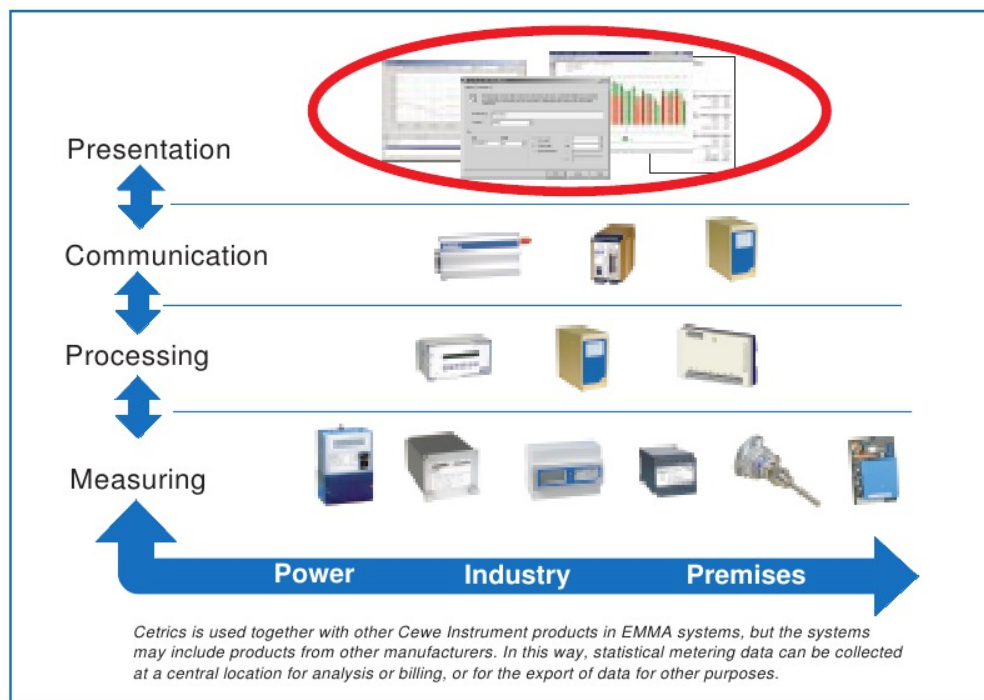 Presentation
Communication
Processing
Measuring
Power Industry Premises
Cetrics is used together with other Cewe Instrument products in EMMA systems, but the systems
may include products from other manufacturers. In this way, statistical metering data can be collected
at a central location for analysis or billing, or for the export of data for other purposes.